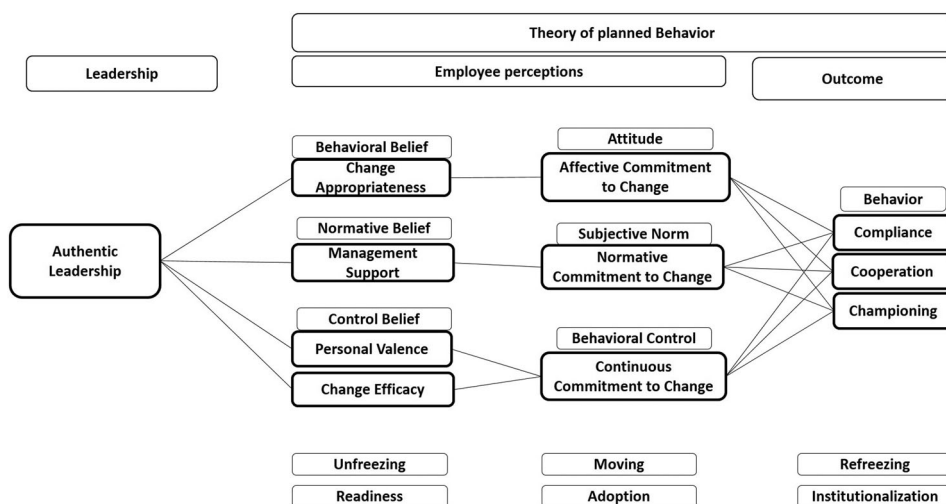 Theory of planned Behavior
Leadership
Employee perceptions
Outcome
Behavioral Belief
Change
Appropriateness
Attitude
Affective Commitment
to Change
Normative Belief
Management
Support
Subjective Norm
Normative
Commitment to Change
Authentic
Leadership
Behavior
Compliance
Cooperation
Championing
Control Belief
Personal Valence
Change Efficacy
Behavioral Control
Continuous
Commitment to Change
Unfreezing
Moving
Refreezing
Readiness
Adoption
Institutionalization